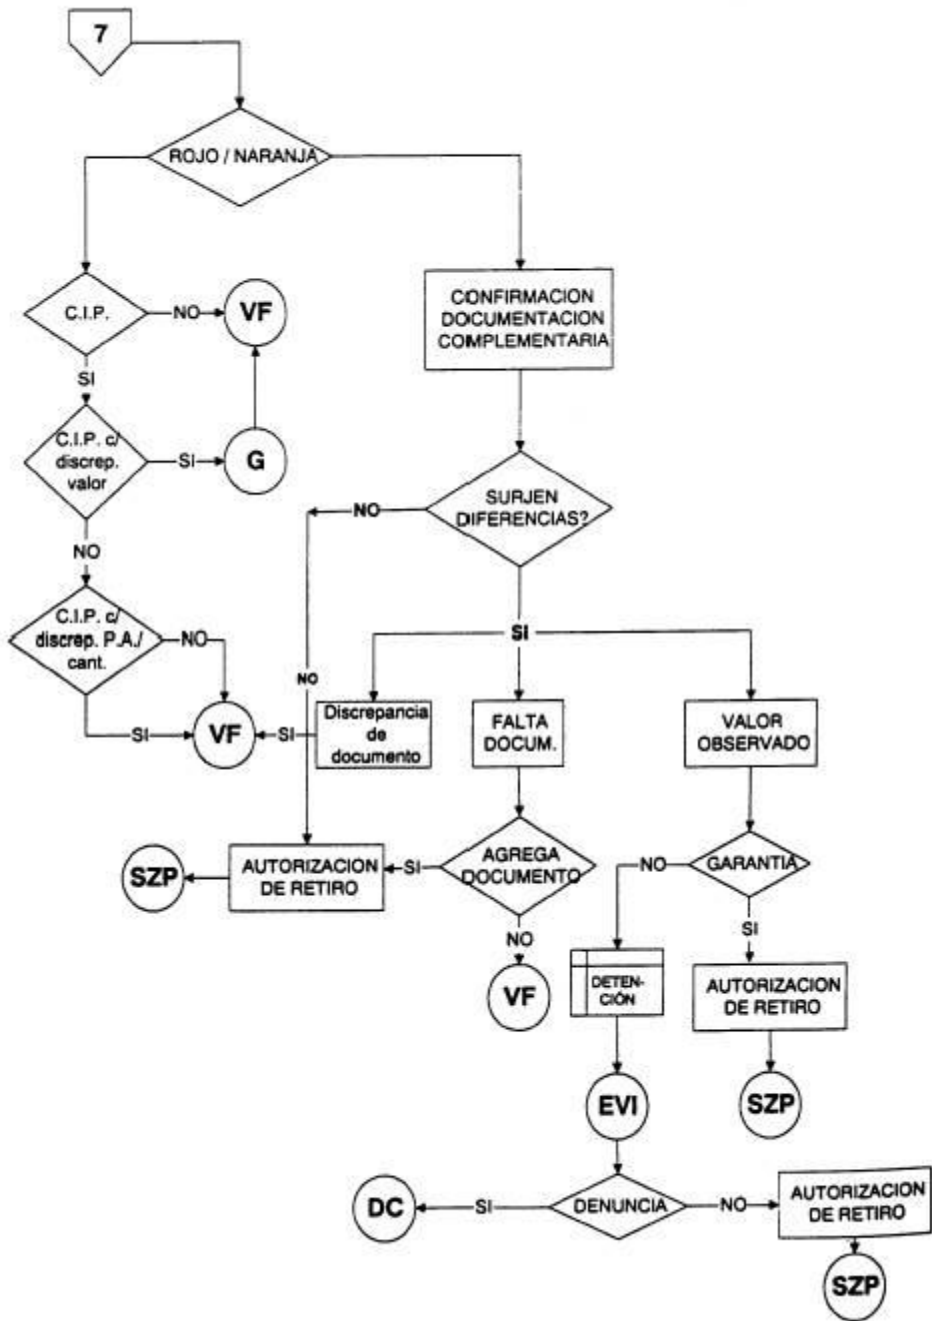 7
ROJO / NARANJA
C.I.P.
NO
VF
CONFIRMACION
DOCUMENTACION
COMPLEMENTARIA
SI
C.I.P. c/
discrep.
valor
SI
G
SURJEN
DIFERENCIAS?
NO
NO
C.I.P. c/
discrep. P.A./
cant.
NO
SI
VF
NO
SI
SI
Discrepancia
de
documento
FALTA
DOCUM.
VALOR
OBSERVADO
SZP
AUTORIZACION
DE RETIRO
SI
AGREGA
DOCUMENTO
NO
GARANTIA
NO
VF
SI
DETEN-
CIÓN
AUTORIZACION
DE RETIRO
EVI
SZP
DC
SI
DENUNCIA
NO
AUTORIZACION
DE RETIRO
SZP